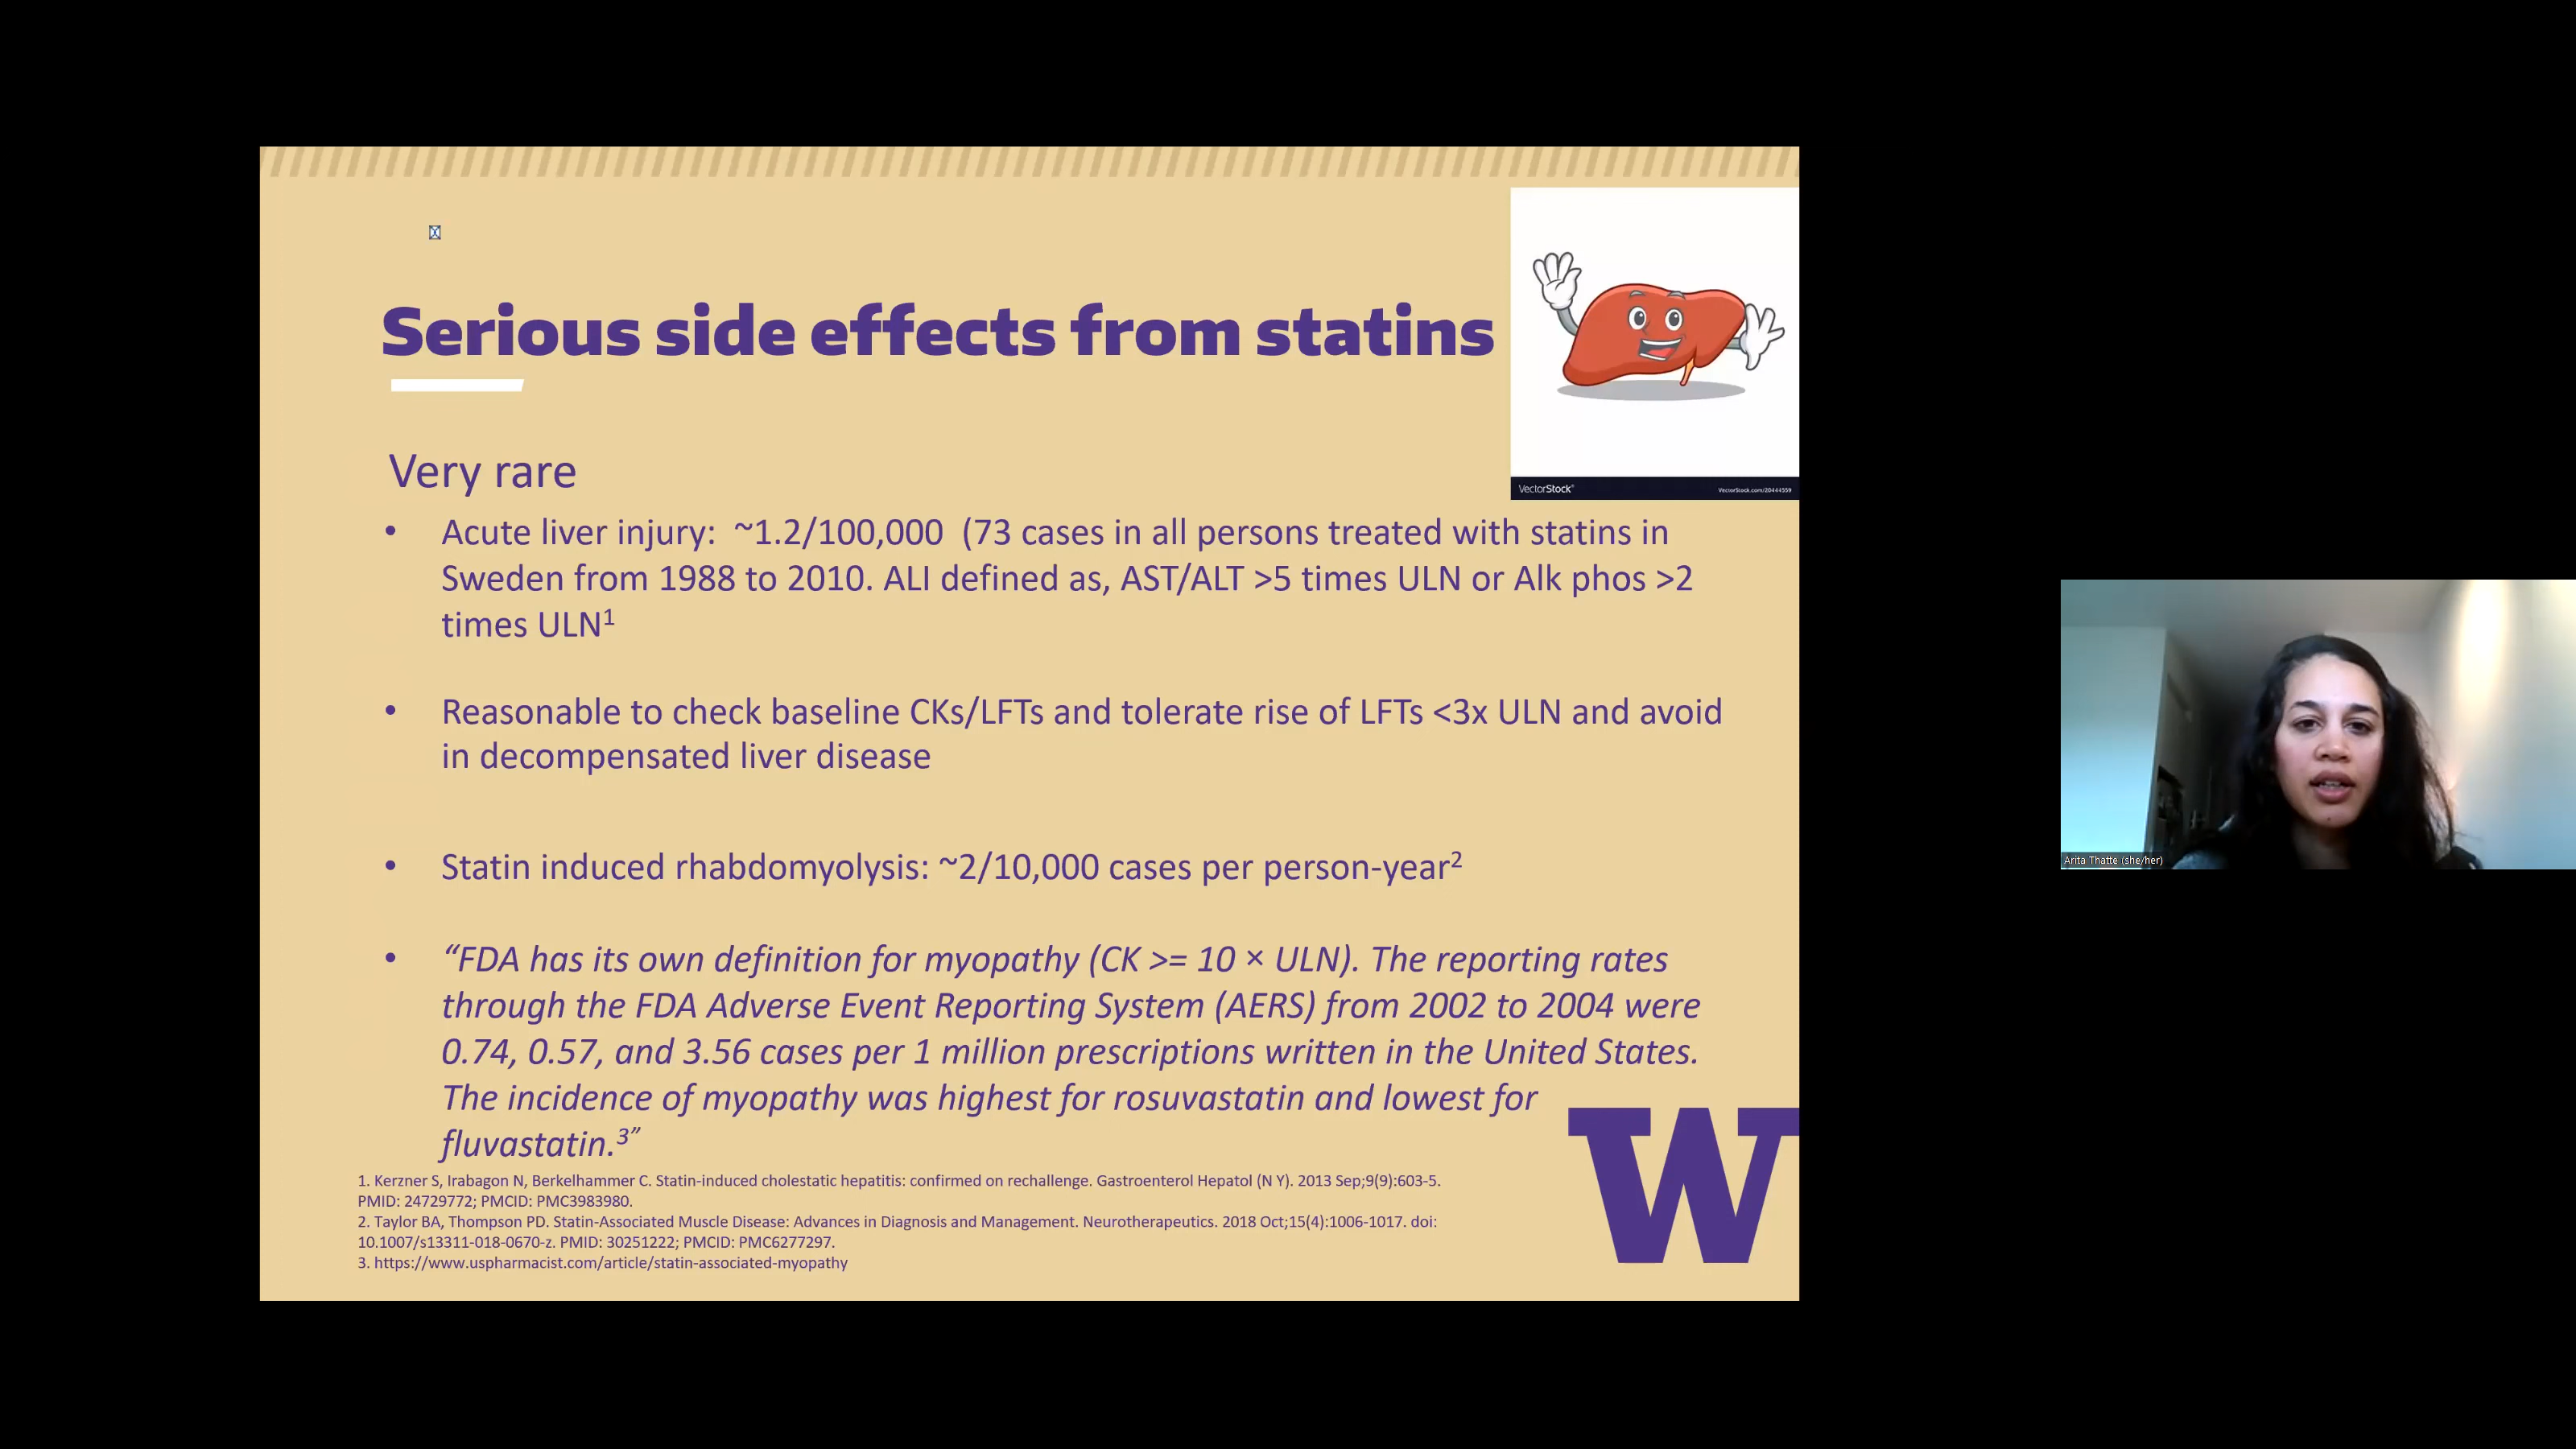 Serious side effects from statins
VectorStock®
VectorStock.com/20444559
Very rare
• Acute liver injury:  ~1.2/100,000  (73 cases in all persons treated with statins in
Sweden from 1988 to 2010. ALI defined as, AST/ALT >5 times ULN or Alk phos >2
times ULN1
• Reasonable to check baseline CKs/LFTs and tolerate rise of LFTs <3x ULN and avoid
in decompensated liver disease
• Statin induced rhabdomyolysis: ~2/10,000 cases per person-year2
• “FDA has its own definition for myopathy (CK >= 10 × ULN). The reporting rates
through the FDA Adverse Event Reporting System (AERS) from 2002 to 2004 were
0.74, 0.57, and 3.56 cases per 1 million prescriptions written in the United States.
The incidence of myopathy was highest for rosuvastatin and lowest for
fluvastatin.3”
1. Kerzner S, Irabagon N, Berkelhammer C. Statin-induced cholestatic hepatitis: confirmed on rechallenge. Gastroenterol Hepatol (N Y). 2013 Sep;9(9):603-5.
PMID: 24729772; PMCID: PMC3983980.
2. Taylor BA, Thompson PD. Statin-Associated Muscle Disease: Advances in Diagnosis and Management. Neurotherapeutics. 2018 Oct;15(4):1006-1017. doi:
10.1007/s13311-018-0670-z. PMID: 30251222; PMCID: PMC6277297.
3. https://www.uspharmacist.com/article/statin-associated-myopathy
W
Arita Thatte (she/her)